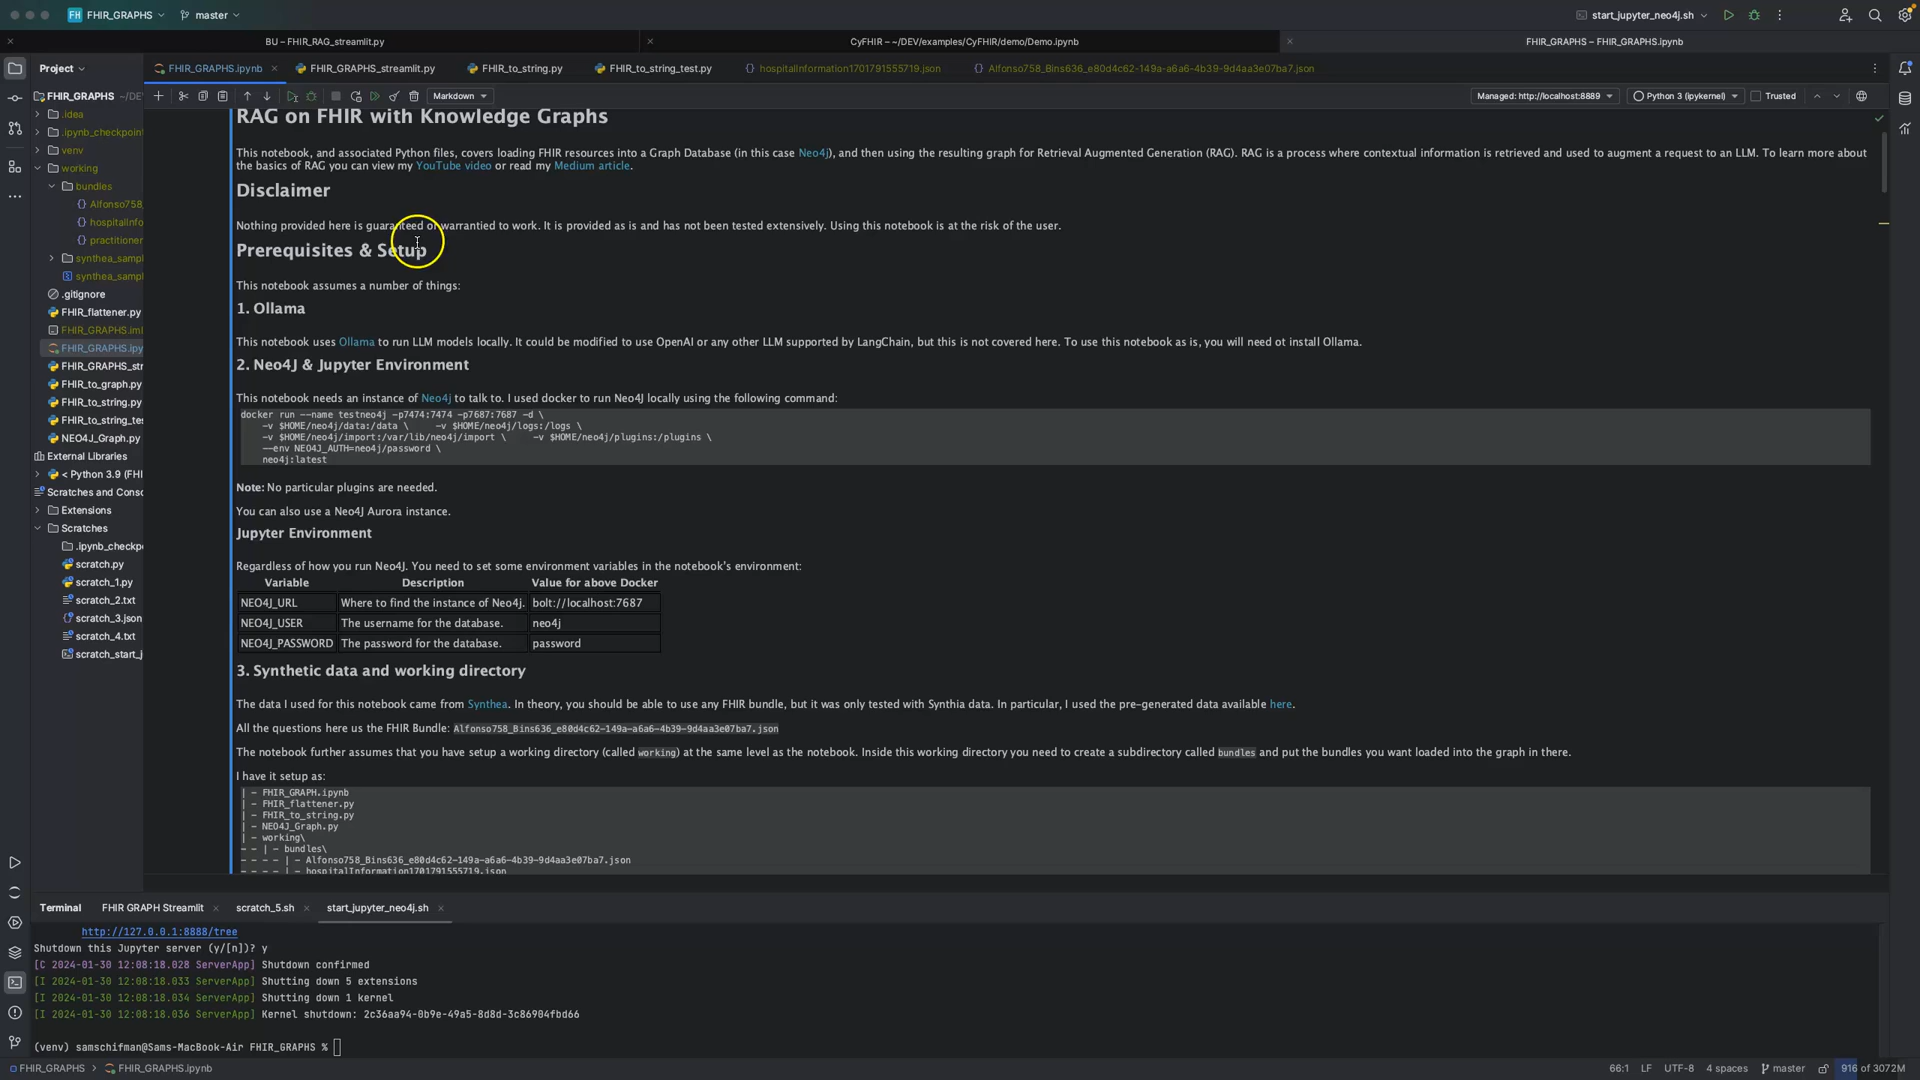 FH FHIR_GRAPHS master start_jupyter_neo4j.sh
BU – FHIR_RAG_streamlit.py CyFHIR – ~/DEV/examples/CyFHIR/demo/Demo.ipynb FHIR_GRAPHS – FHIR_GRAPHS.ipynb
Project FHIR_GRAPHS.ipynb FHIR_GRAPHS_streamlit.py FHIR_to_string.py FHIR_to_string_test.py hospitalInformation1701791555719.json Alfonso758_Bins636_e80d4c62-149a-a6a6-4b39-9d4aa3e07ba7.json
Markdown Managed: http://localhost:8889 Python 3 (ipykernel) Trusted
FHIR_GRAPHS ~/DE
.idea
.ipynb_checkpoint
venv
working
bundles
Alfonso758_
hospitalInfo
practitioner
synthea_samp
synthea_samp
.gitignore
FHIR_flattener.py
FHIR_GRAPHS.iml
FHIR_GRAPHS.ipy
FHIR_GRAPHS_str
FHIR_to_graph.py
FHIR_to_string.py
FHIR_to_string_te
NEO4J_Graph.py
External Libraries
< Python 3.9 (FHI
Scratches and Conso
Extensions
Scratches
.ipynb_checkp
scratch.py
scratch_1.py
scratch_2.txt
scratch_3.json
scratch_4.txt
scratch_start_j
RAG on FHIR with Knowledge Graphs
This notebook, and associated Python files, covers loading FHIR resources into a Graph Database (in this case Neo4j), and then using the resulting graph for Retrieval Augmented Generation (RAG). RAG is a process where contextual information is retrieved and used to augment a request to an LLM. To learn more about
the basics of RAG you can view my YouTube video or read my Medium article.
Disclaimer
Nothing provided here is guaranteed or warrantied to work. It is provided as is and has not been tested extensively. Using this notebook is at the risk of the user.
Prerequisites & Setup
This notebook assumes a number of things:
1. Ollama
This notebook uses Ollama to run LLM models locally. It could be modified to use OpenAI or any other LLM supported by LangChain, but this is not covered here. To use this notebook as is, you will need ot install Ollama.
2. Neo4J & Jupyter Environment
This notebook needs an instance of Neo4j to talk to. I used docker to run Neo4J locally using the following command:
docker run --name testneo4j -p7474:7474 -p7687:7687 -d \
-v $HOME/neo4j/data:/data \ -v $HOME/neo4j/logs:/logs \
-v $HOME/neo4j/import:/var/lib/neo4j/import \ -v $HOME/neo4j/plugins:/plugins \
--env NEO4J_AUTH=neo4j/password \
neo4j:latest
Note: No particular plugins are needed.
You can also use a Neo4J Aurora instance.
Jupyter Environment
Regardless of how you run Neo4J. You need to set some environment variables in the notebook's environment:
Variable Description Value for above Docker
NEO4J_URL Where to find the instance of Neo4j. bolt://localhost:7687
NEO4J_USER The username for the database. neo4j
NEO4J_PASSWORD The password for the database. password
3. Synthetic data and working directory
The data I used for this notebook came from Synthea. In theory, you should be able to use any FHIR bundle, but it was only tested with Synthia data. In particular, I used the pre-generated data available here.
All the questions here us the FHIR Bundle: Alfonso758_Bins636_e80d4c62-149a-a6a6-4b39-9d4aa3e07ba7.json
The notebook further assumes that you have setup a working directory (called working) at the same level as the notebook. Inside this working directory you need to create a subdirectory called bundles and put the bundles you want loaded into the graph in there.
I have it setup as:
| - FHIR_GRAPH.ipynb
| - FHIR_flattener.py
| - FHIR_to_string.py
| - NEO4J_Graph.py
| - working\
- - | - bundles\
- - - - | - Alfonso758_Bins636_e80d4c62-149a-a6a6-4b39-9d4aa3e07ba7.json
- - - - | - hospitalInformation1701791555719.json
Terminal FHIR GRAPH Streamlit scratch_5.sh start_jupyter_neo4j.sh
http://127.0.0.1:8888/tree
Shutdown this Jupyter server (y/[n])? y
[C 2024-01-30 12:08:18.028 ServerApp] Shutdown confirmed
[I 2024-01-30 12:08:18.033 ServerApp] Shutting down 5 extensions
[I 2024-01-30 12:08:18.034 ServerApp] Shutting down 1 kernel
[I 2024-01-30 12:08:18.036 ServerApp] Kernel shutdown: 2c36aa94-0b9e-49a5-8d8d-3c86904fbd66
(venv) samschifman@Sams-MacBook-Air FHIR_GRAPHS %
FHIR_GRAPHS > FHIR_GRAPHS.ipynb 66:1 LF UTF-8 4 spaces master 916 of 3072M